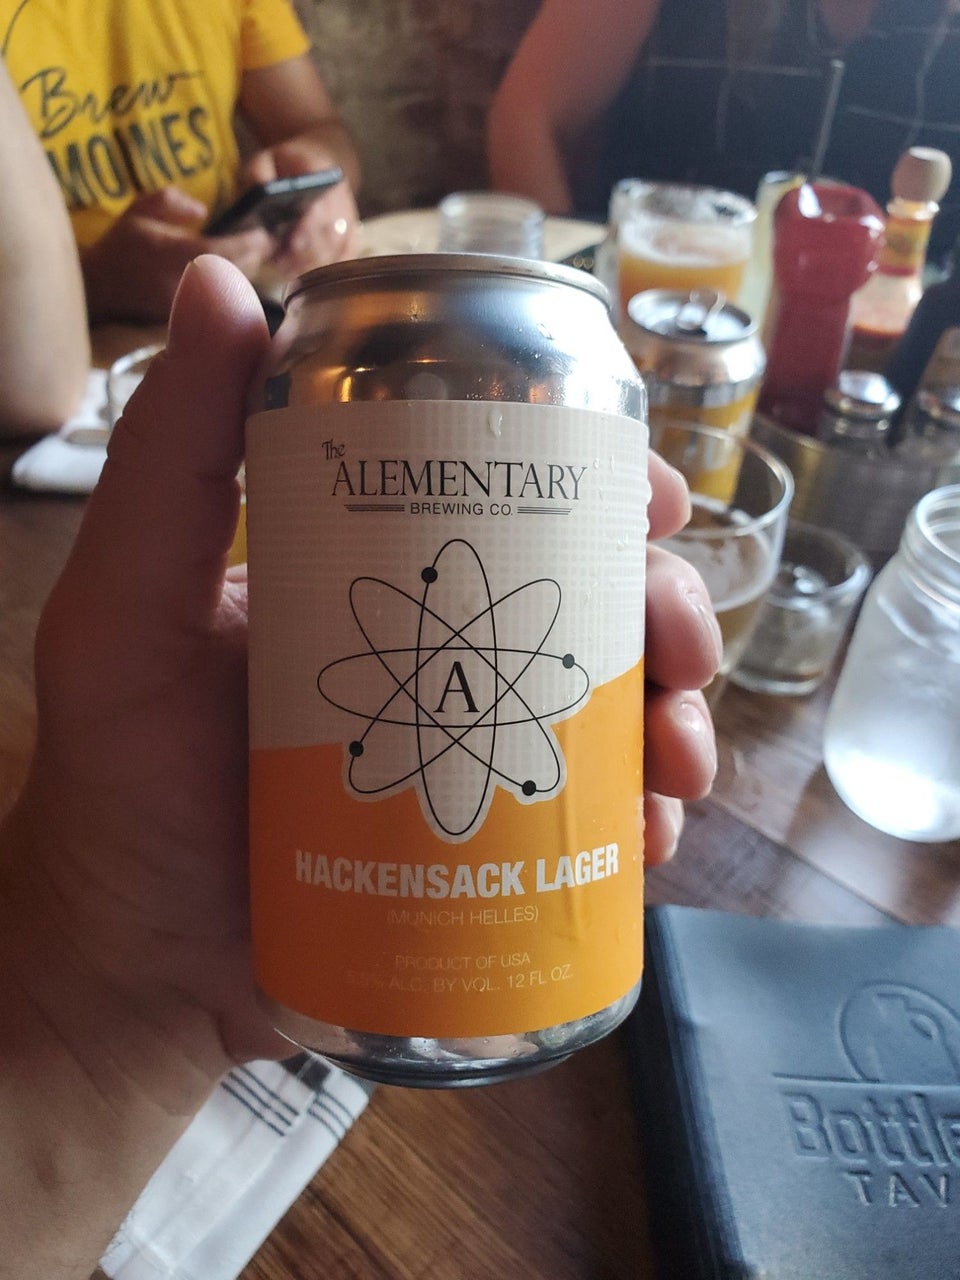 Brew
MOINES
The
ALEMENTARY
BREWING CO.
A
HACKENSACK LAGER
(MUNICH HELLES)
PRODUCT OF USA
ALC. BY VOL. 12 FL OZ.
Bottle
TAV